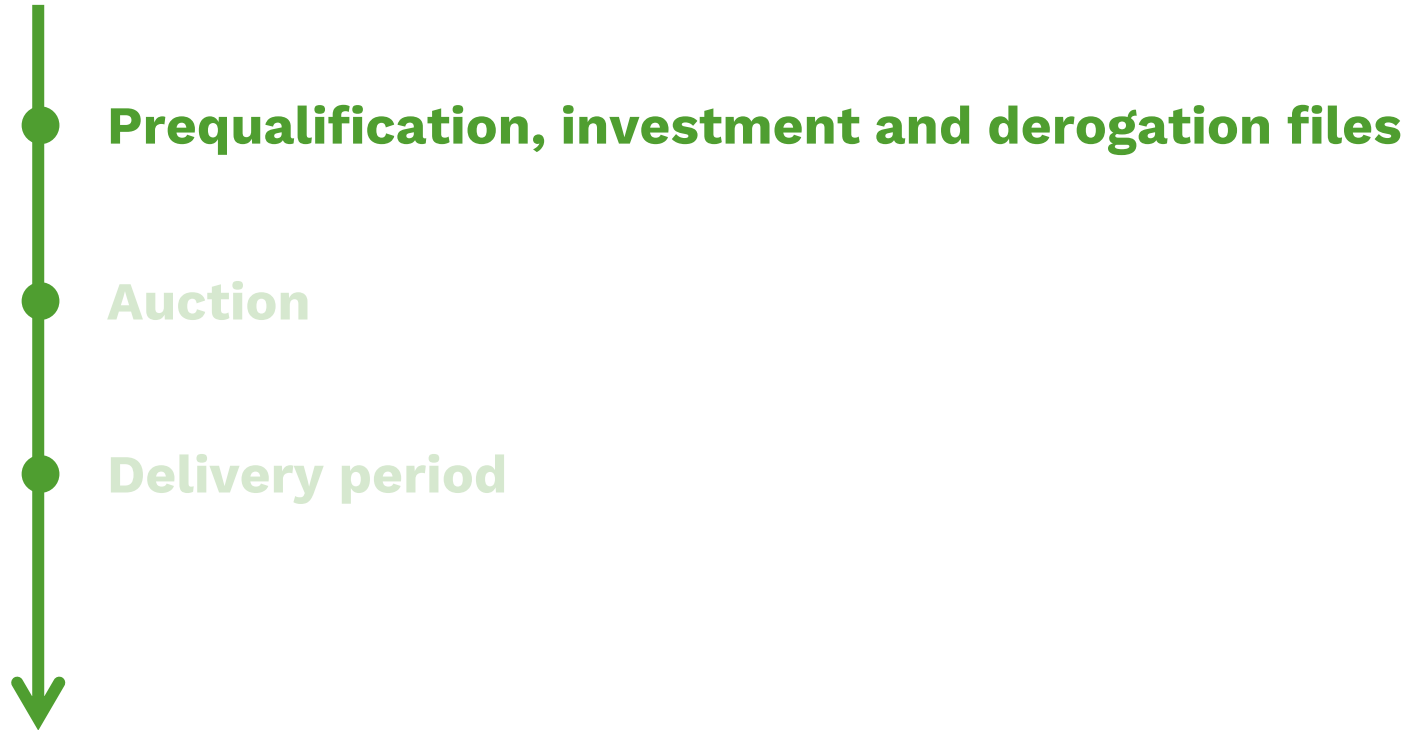 Prequalification, investment and derogation files
Auction
Delivery period